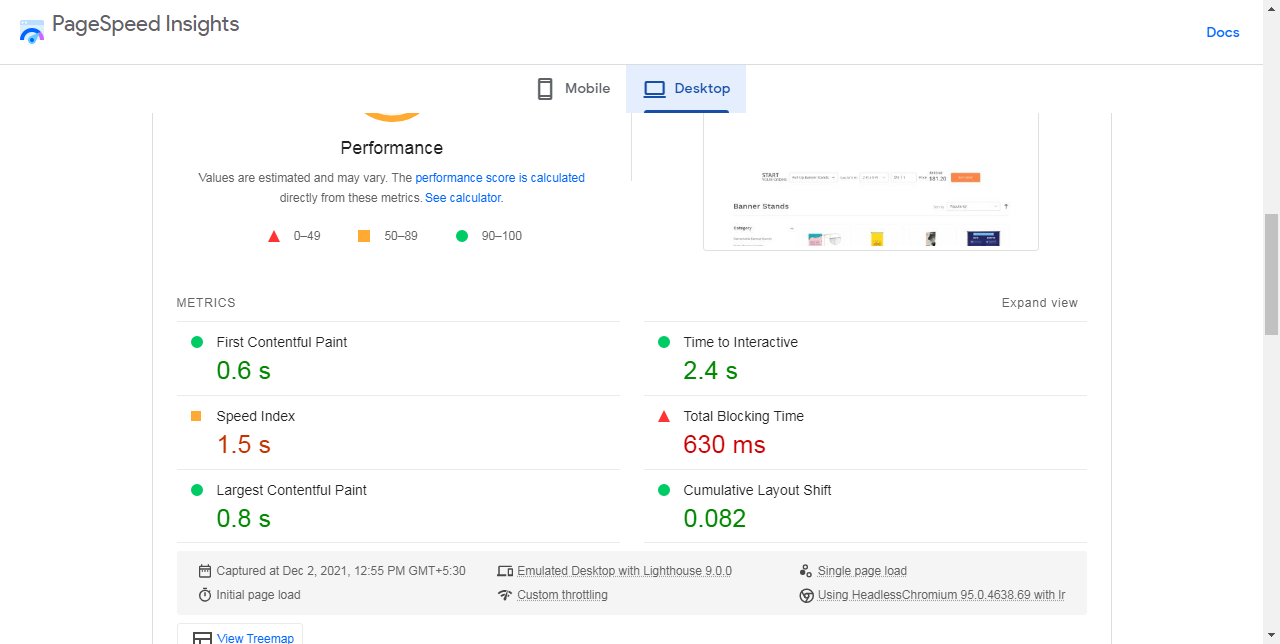 PageSpeed Insights
Docs
Mobile
Desktop
Performance
Values are estimated and may vary. The performance score is calculated
directly from these metrics. See calculator.
0–49
50–89
90–100
START
$81.20
Banner Stands
Category
METRICS
Expand view
First Contentful Paint
0.6 s
Time to Interactive
2.4 s
Speed Index
1.5 s
Total Blocking Time
630 ms
Largest Contentful Paint
0.8 s
Cumulative Layout Shift
0.082
Captured at Dec 2, 2021, 12:55 PM GMT+5:30
Emulated Desktop with Lighthouse 9.0.0
Single page load
Initial page load
Custom throttling
Using HeadlessChromium 95.0.4638.69 with lr
View Treemap